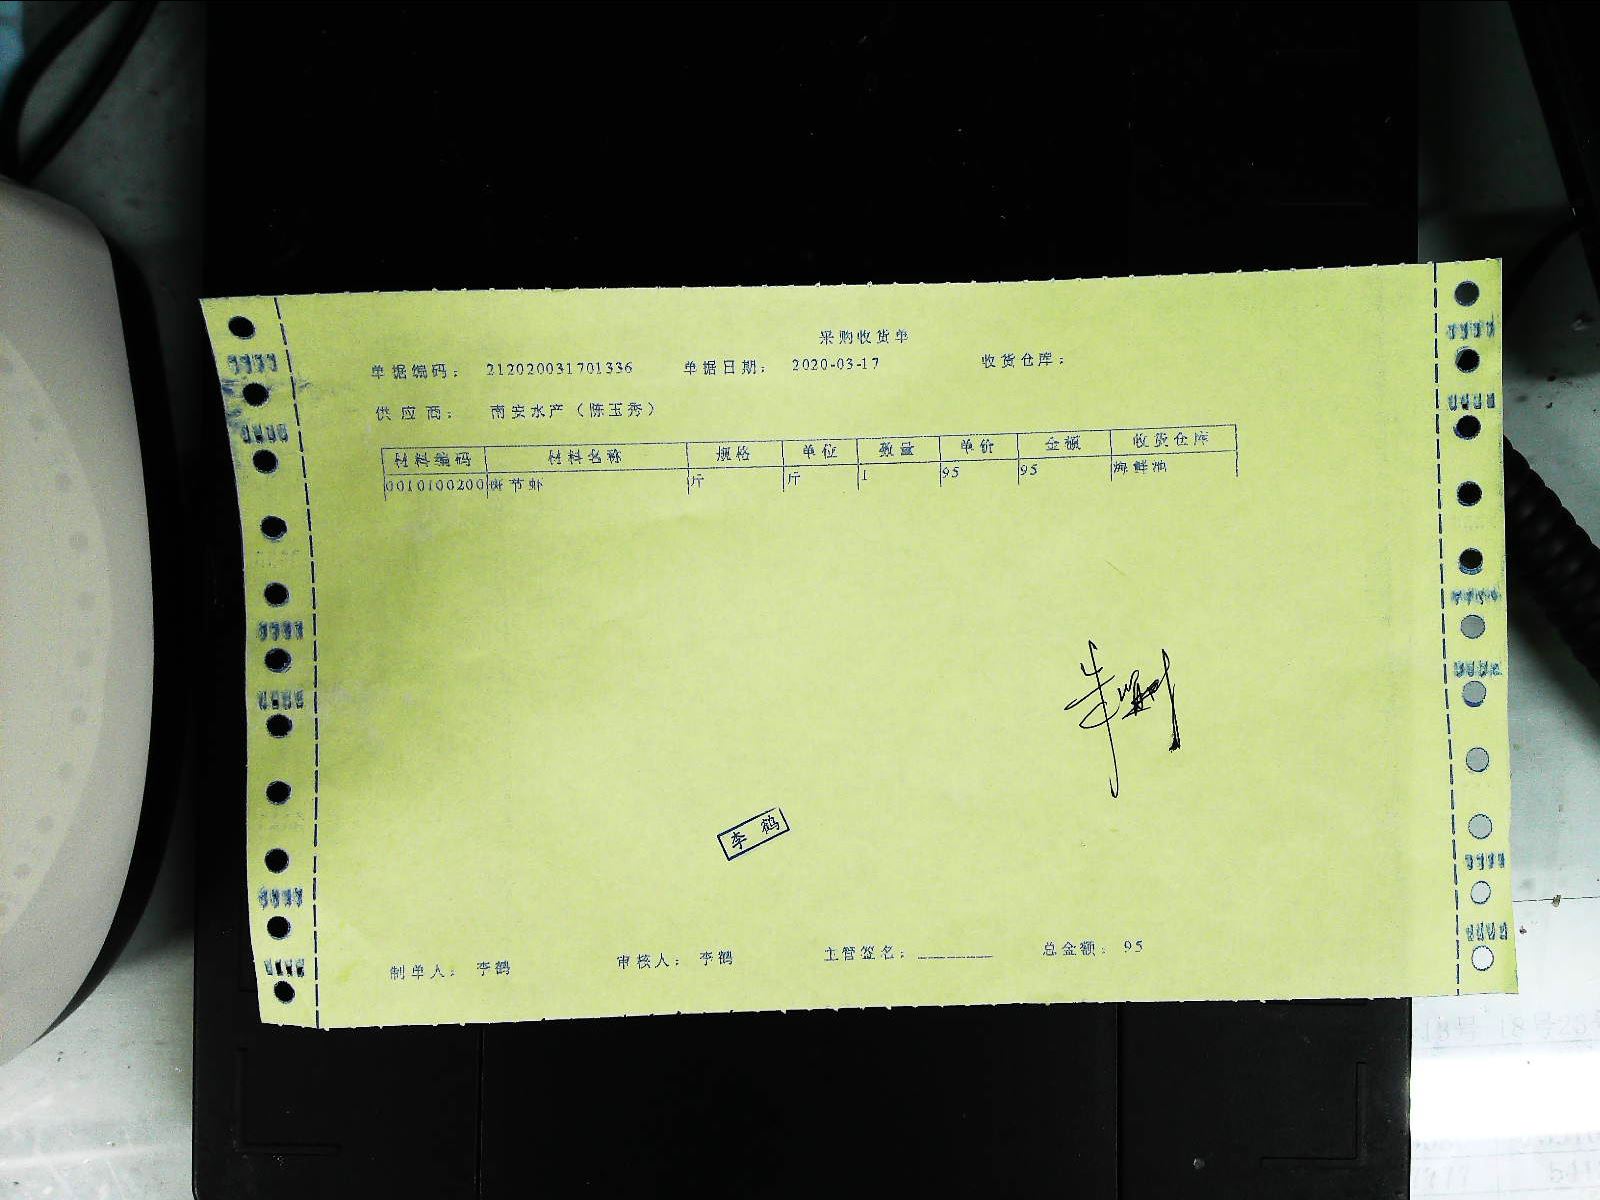 采购收货单
单据编码： 212020031701336 单据日期： 2020-03-17 收货仓库：
供应商： 南安水产（陈玉秀）
材料编码 材料名称 规格 单位 数量 单价 金额 收货仓库
0010100200 斑节虾 斤 斤 1 95 95 海鲜池
李鹤
制单人： 李鹤 审核人： 李鹤 主管签名：________ 总金额： 95